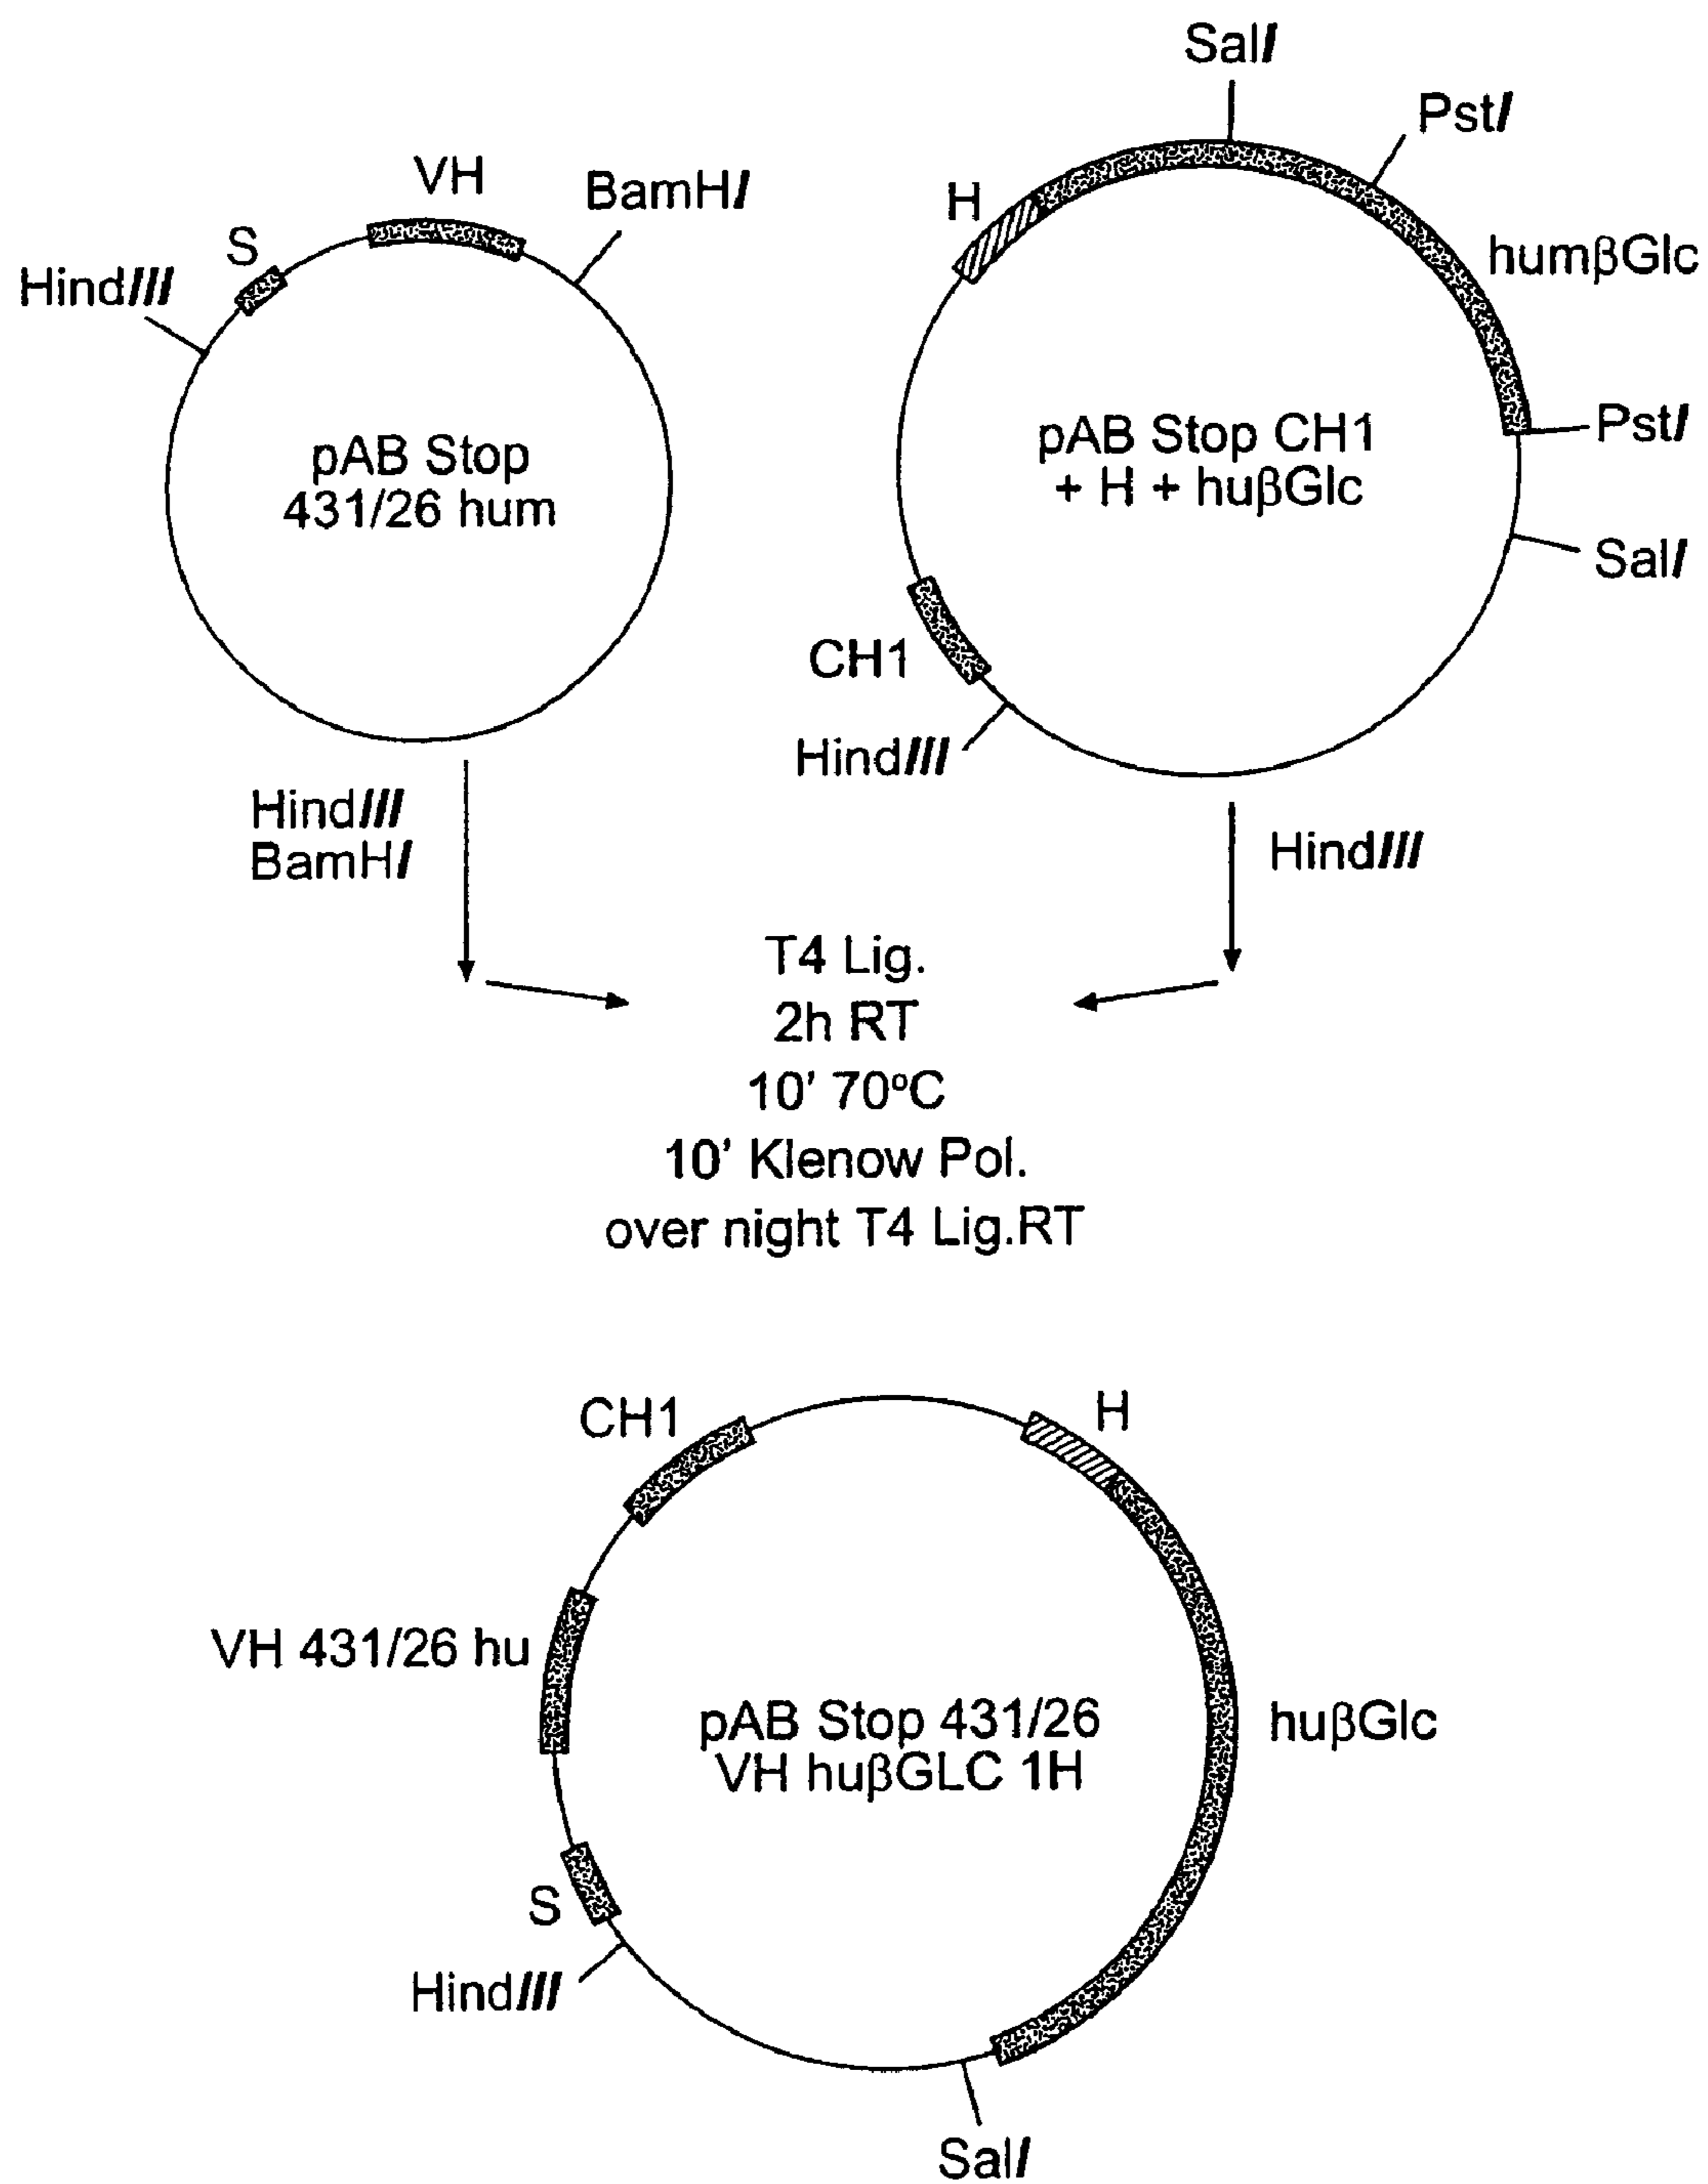 SalI
PstI
H
humβGlc
PstI
SalI
pAB Stop CH1
+ H + huβGlc
CH1
HindIII
VH
BamHI
S
HindIII
pAB Stop
431/26 hum
HindIII
BamHI
HindIII
T4 Lig.
2h RT
10' 70°C
10' Klenow Pol.
over night T4 Lig.RT
CH1
H
VH 431/26 hu
pAB Stop 431/26
VH huβGLC 1H
huβGlc
S
HindIII
SalI